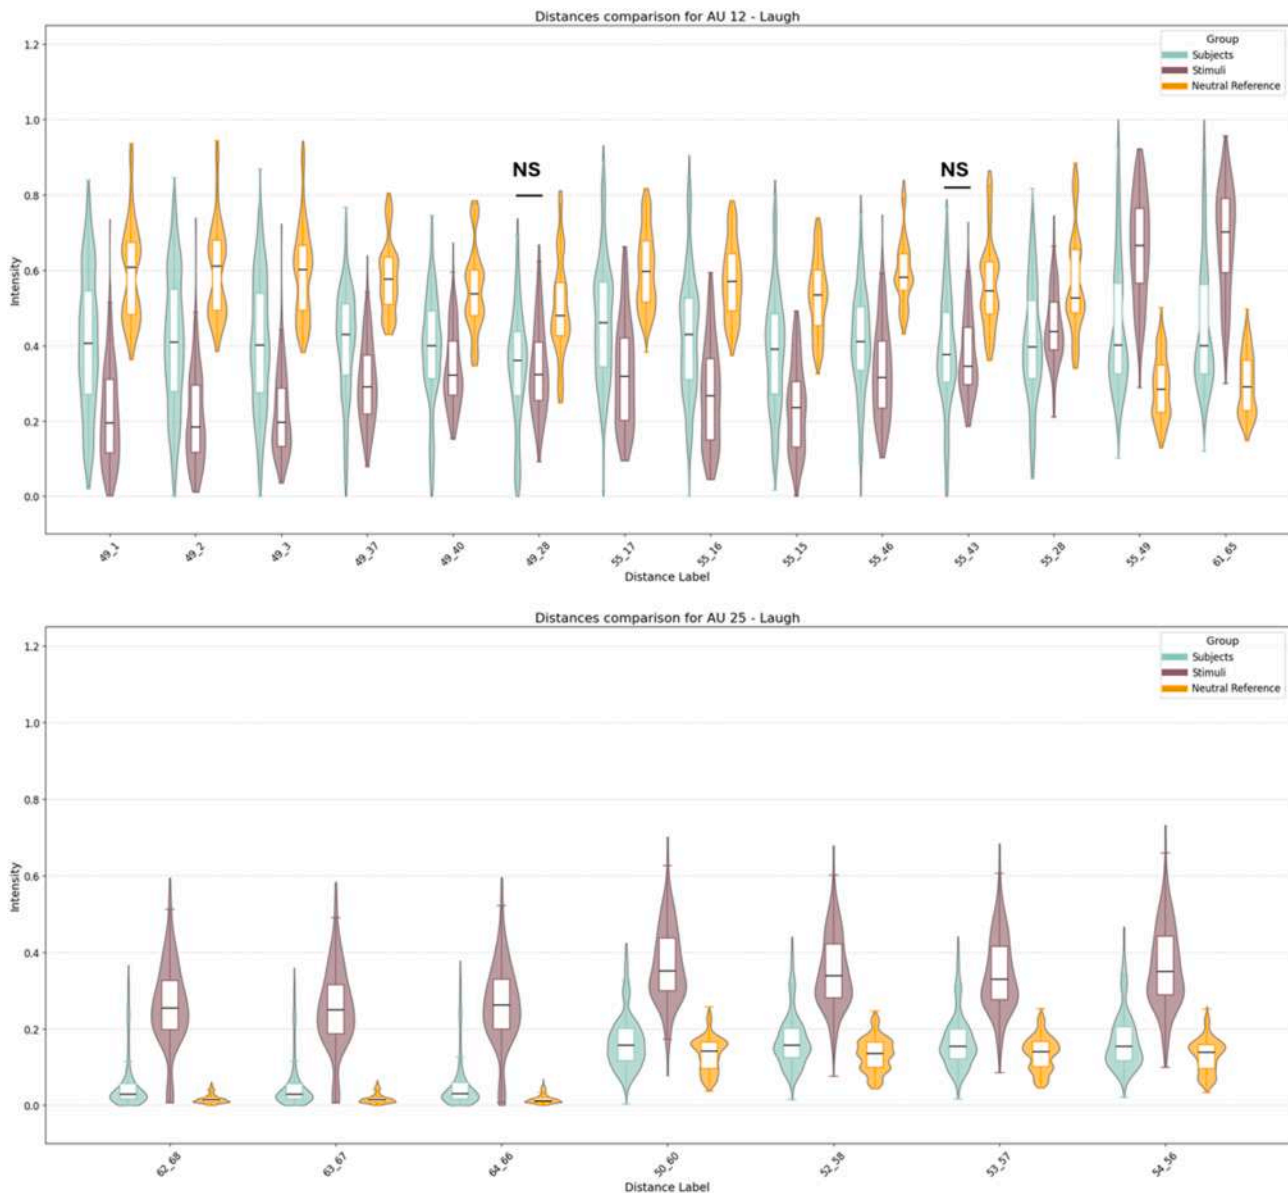 Distances comparison for AU 12 - Laugh
Group
Subjects
Stimuli
Neutral Reference
1.2
1.0
0.8
0.6
0.4
0.2
0.0
Intensity
NS
NS
49_1
49_2
49_3
49_37
49_40
49_28
55_17
55_16
55_15
55_46
55_43
55_28
55_49
61_65
Distance Label
Distances comparison for AU 25 - Laugh
Group
Subjects
Stimuli
Neutral Reference
1.2
1.0
0.8
0.6
0.4
0.2
0.0
Intensity
62_68
63_67
64_66
50_60
52_58
53_57
54_56
Distance Label